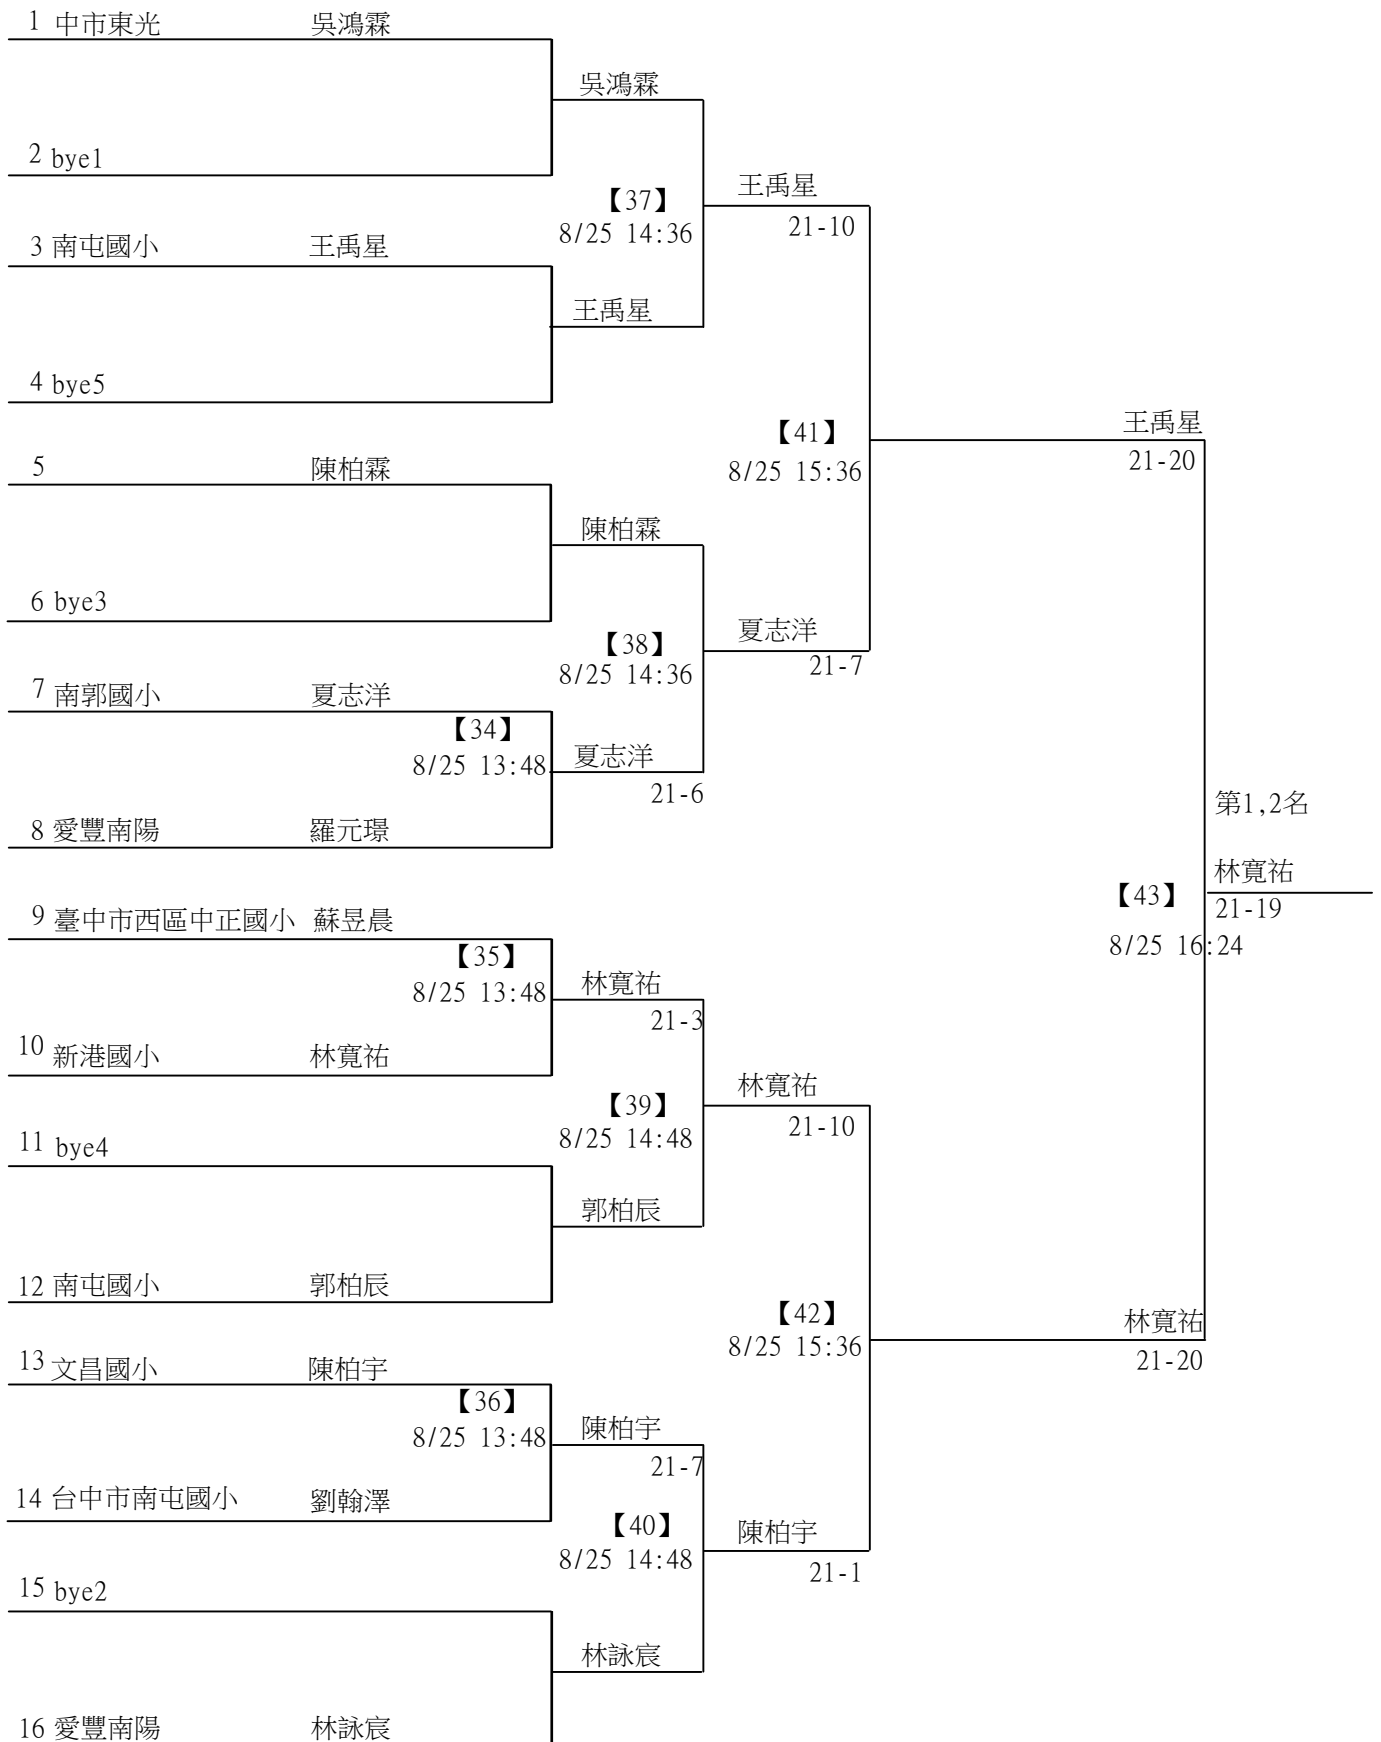 1 中市東光 吳鴻霖
吳鴻霖
2 bye1
【37】
8/25 14:36
王禹星
21-10
3 南屯國小 王禹星
王禹星
4 bye5
【41】
8/25 15:36
王禹星
21-20
5 陳柏霖
陳柏霖
6 bye3
【38】
8/25 14:36
夏志洋
21-7
7 南郭國小 夏志洋
【34】
8/25 13:48
夏志洋
21-6
8 愛豐南陽 羅元璟
第1,2名
林寬祐
21-19
【43】
8/25 16:24
9 臺中市西區中正國小 蘇昱晨
【35】
8/25 13:48
林寬祐
21-3
10 新港國小 林寬祐
【39】
8/25 14:48
林寬祐
21-10
11 bye4
郭柏辰
12 南屯國小 郭柏辰
【42】
8/25 15:36
林寬祐
21-20
13 文昌國小 陳柏宇
【36】
8/25 13:48
陳柏宇
21-7
14 台中市南屯國小 劉翰澤
【40】
8/25 14:48
陳柏宇
21-1
15 bye2
林詠宸
16 愛豐南陽 林詠宸